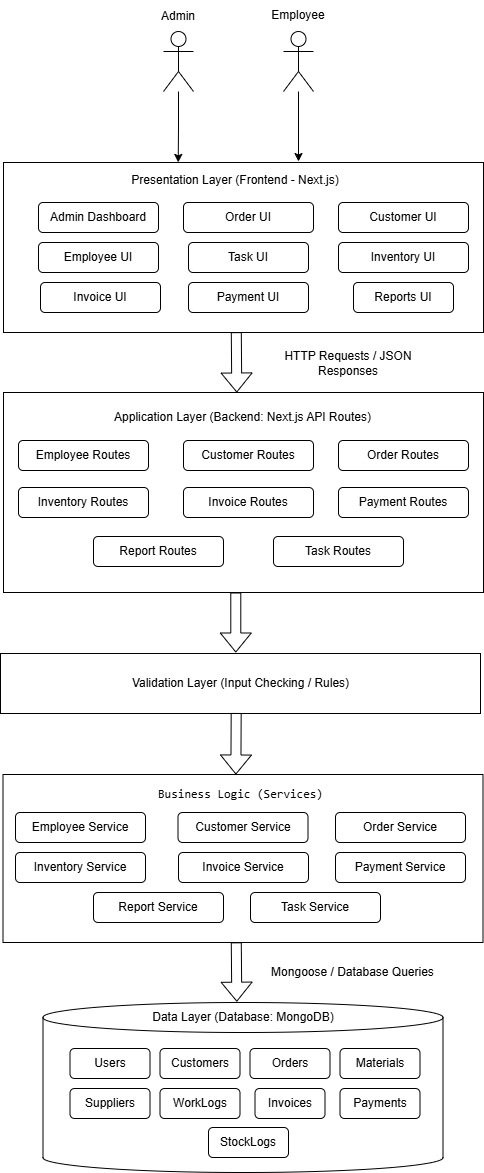 Admin
Employee
Presentation Layer (Frontend - Next.js)
Admin Dashboard
Order UI
Customer UI
Employee UI
Task UI
Inventory UI
Invoice UI
Payment UI
Reports UI
HTTP Requests / JSON
Responses
Application Layer (Backend: Next.js API Routes)
Employee Routes
Customer Routes
Order Routes
Inventory Routes
Invoice Routes
Payment Routes
Report Routes
Task Routes
Validation Layer (Input Checking / Rules)
Business Logic (Services)
Employee Service
Customer Service
Order Service
Inventory Service
Invoice Service
Payment Service
Report Service
Task Service
Mongoose / Database Queries
Data Layer (Database: MongoDB)
Users
Customers
Orders
Materials
Suppliers
WorkLogs
Invoices
Payments
StockLogs